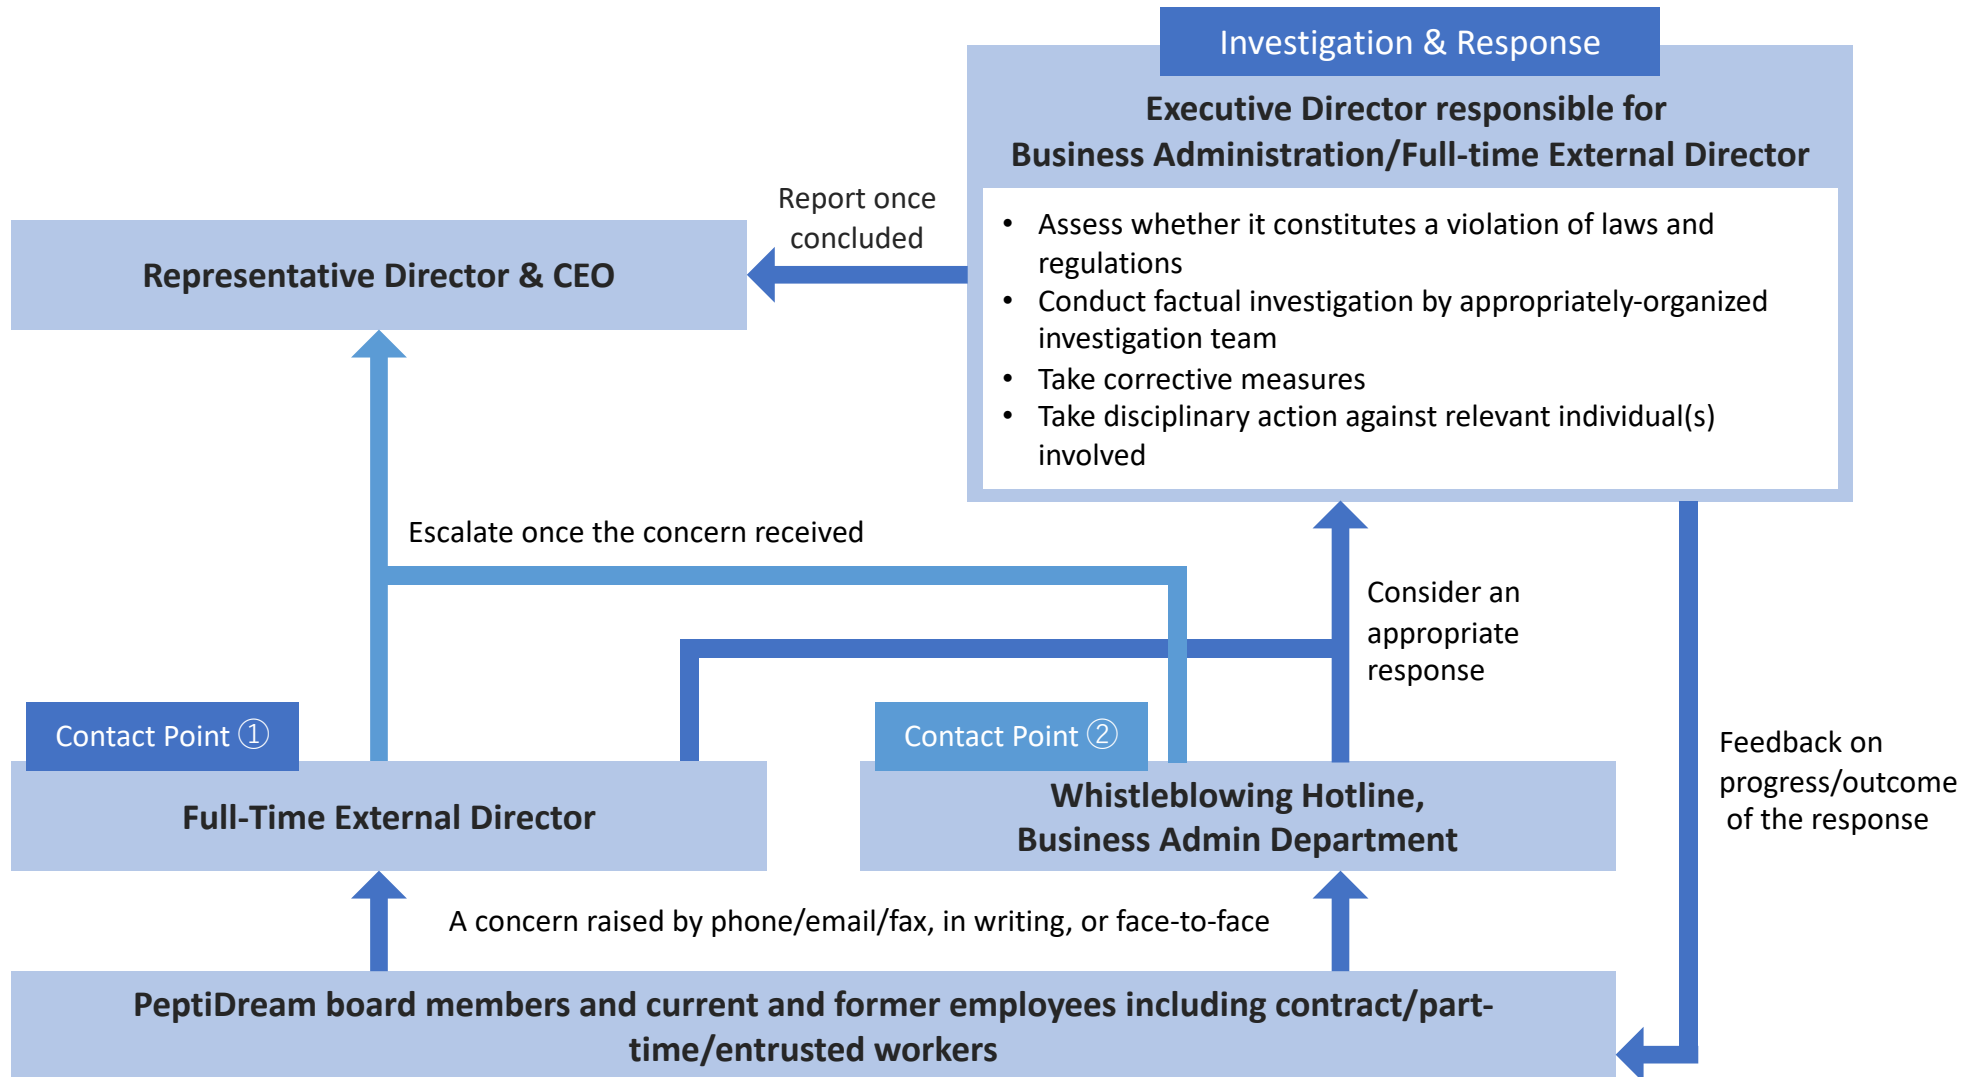 Investigation & Response
Executive Director responsible for
Business Administration/Full-time External Director
• Assess whether it constitutes a violation of laws and
regulations
• Conduct factual investigation by appropriately-organized
investigation team
• Take corrective measures
• Take disciplinary action against relevant individual(s)
involved
Report once
concluded
Representative Director & CEO
Escalate once the concern received
Consider an
appropriate
response
Contact Point ①
Full-Time External Director
Contact Point ②
Whistleblowing Hotline,
Business Admin Department
Feedback on
progress/outcome
of the response
A concern raised by phone/email/fax, in writing, or face-to-face
PeptiDream board members and current and former employees including contract/part-
time/entrusted workers